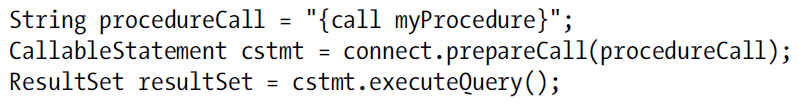 String procedureCall = "{call myProcedure}";
CallableStatement cstmt = connect.prepareCall(procedureCall);
ResultSet resultSet = cstmt.executeQuery();